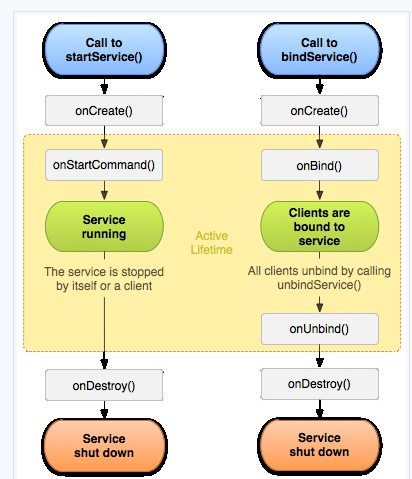 Call to
startService()
onCreate()
onStartCommand()
Service
running
The service is stopped
by itself or a client
onDestroy()
Service
shut down
Active
Lifetime
Call to
bindService()
onCreate()
onBind()
Clients are
bound to
service
All clients unbind by calling
unbindService()
onUnbind()
onDestroy()
Service
shut down